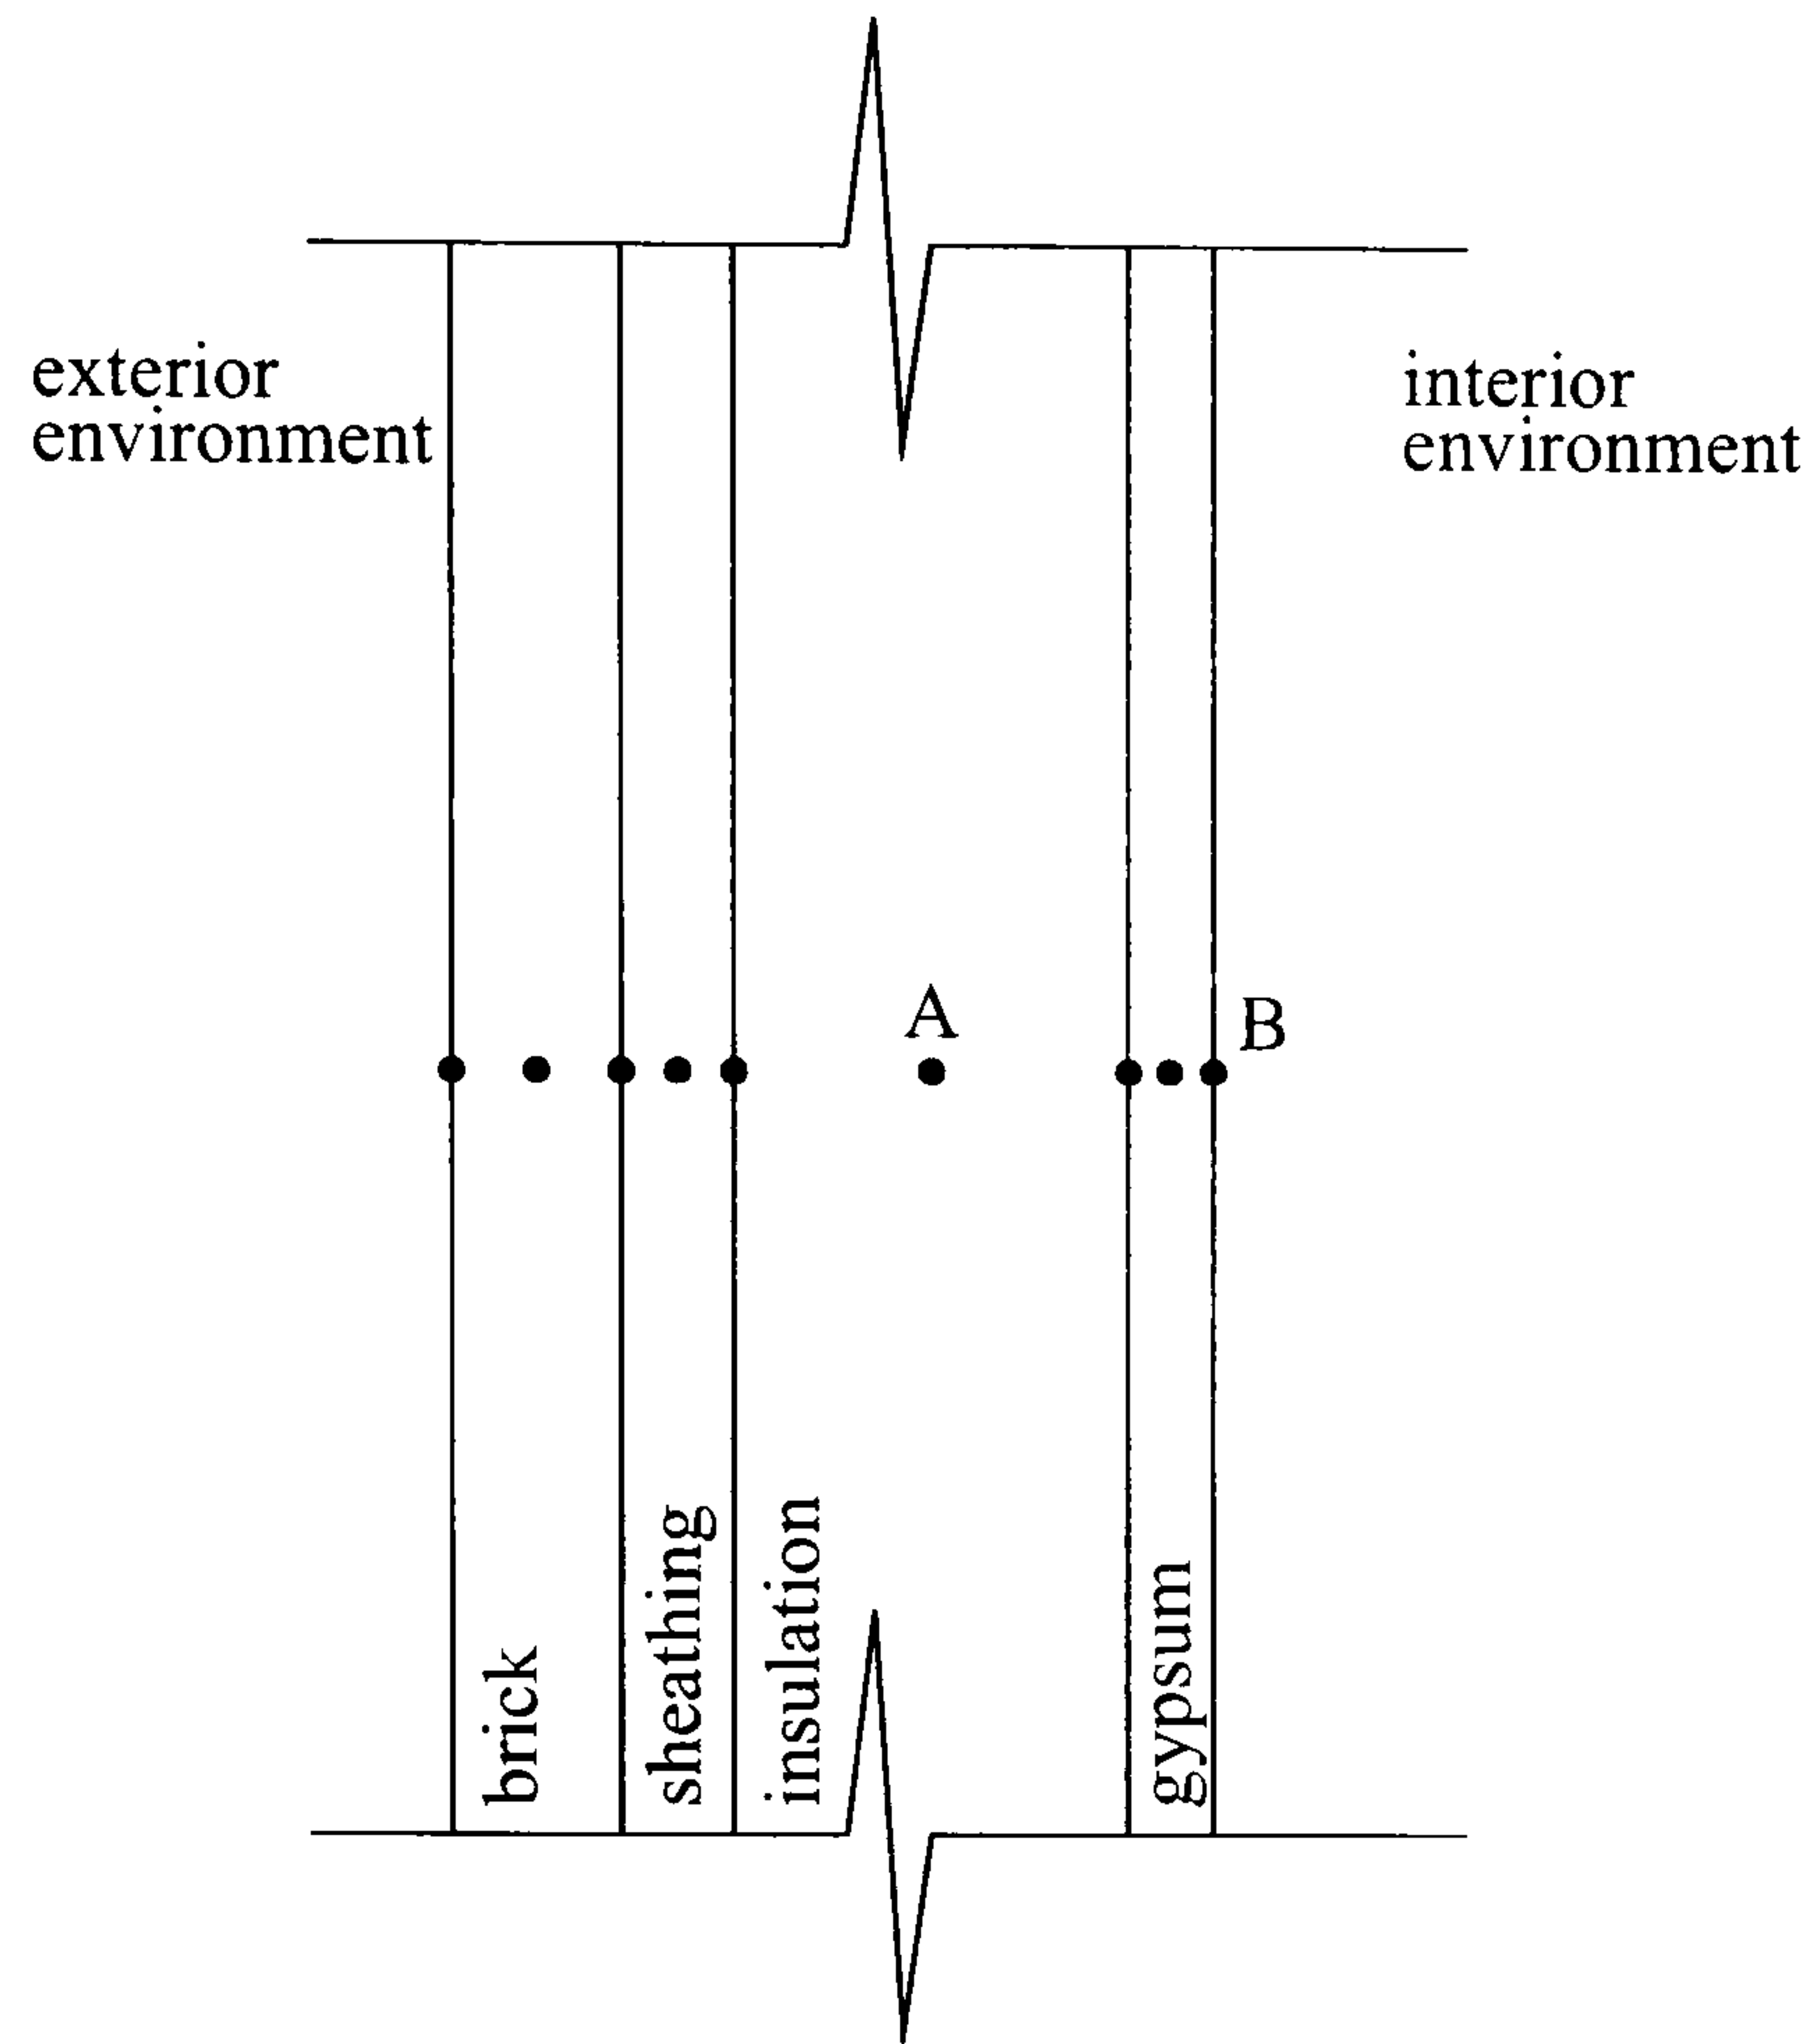 exterior
environment
interior
environment
A
B
brick
sheathing
insulation
gypsum